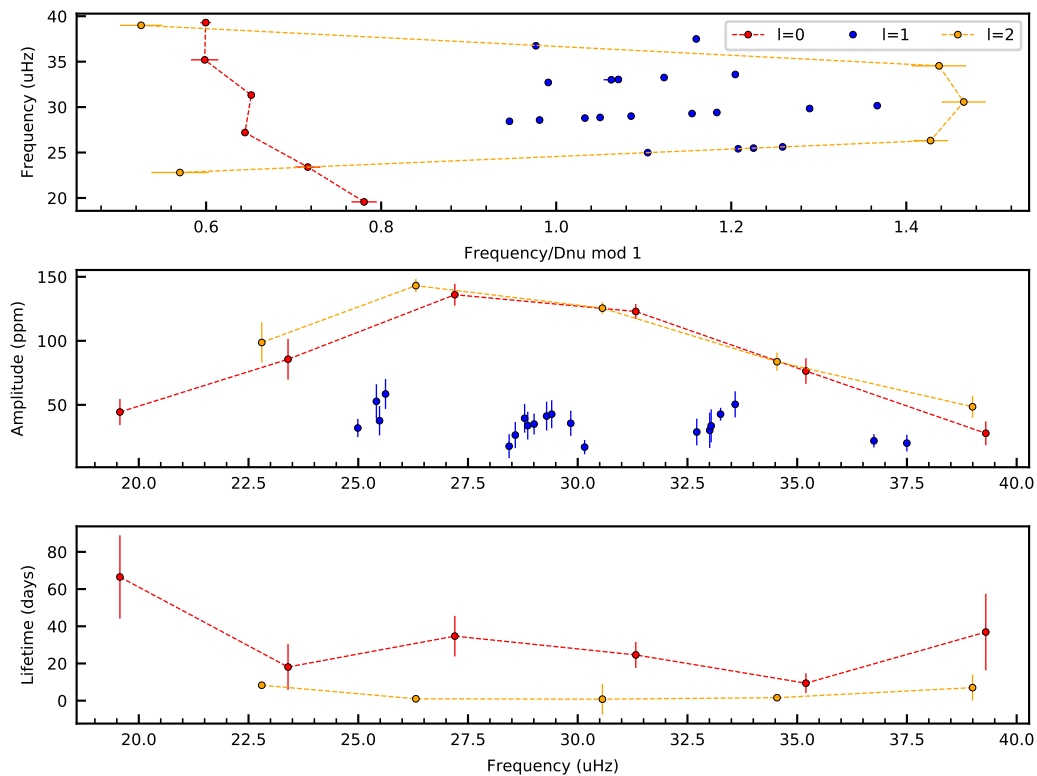 40
35
30
25
20
Frequency (uHz)
l=0 l=1 l=2
0.6 0.8 1.0 1.2 1.4
Frequency/Dnu mod 1
150
100
50
Amplitude (ppm)
20.0 22.5 25.0 27.5 30.0 32.5 35.0 37.5 40.0
80
60
40
20
0
Lifetime (days)
20.0 22.5 25.0 27.5 30.0 32.5 35.0 37.5 40.0
Frequency (uHz)